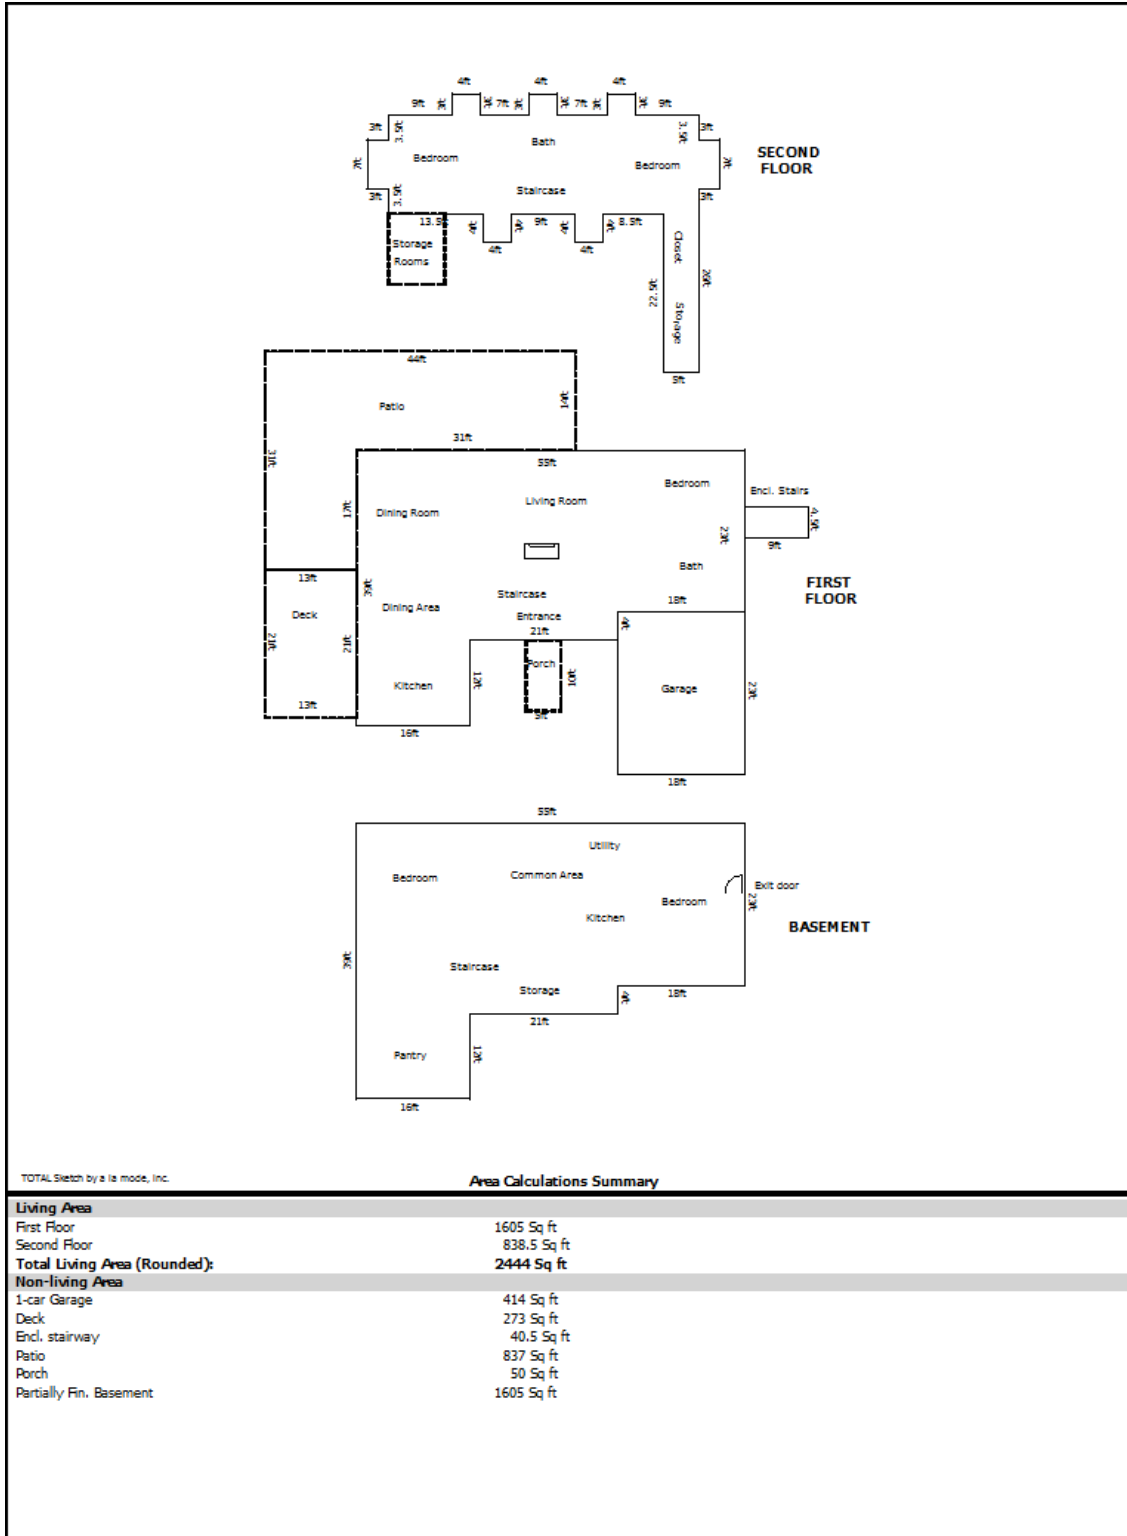 4ft 4ft 4ft
9ft 3ft 3ft 7ft 3ft 3ft 7ft 3ft 3ft 9ft
3ft 3.5ft Bath 3.5ft 3ft
SECOND
FLOOR
7ft Bedroom Bedroom 7ft
3ft 3.5ft Staircase 3ft
13.5ft 4ft 4ft 9ft 4ft 4ft 8.5ft
Storage
Rooms
4ft 4ft
Closet
Storage
22.5ft 26ft
5ft
44ft
Patio 14ft
31ft
31ft
55ft
Bedroom
Encl. Stairs
17ft Dining Room Living Room
4.5ft
23ft
9ft
Bath
13ft 39ft
FIRST
FLOOR
Deck Dining Area Staircase 18ft
Entrance
21ft 21ft 21ft 4ft
Porch
Kitchen 12ft 10ft Garage 23ft
13ft 5ft
16ft
18ft
55ft
Utility
Bedroom Common Area
Exit door
Bedroom 23ft
Kitchen
BASEMENT
39ft
Staircase
Storage 4ft 18ft
21ft
Pantry 12ft
16ft
TOTAL Sketch by a la mode, inc.
Area Calculations Summary
Living Area
First Floor 1605 Sq ft
Second Floor 838.5 Sq ft
Total Living Area (Rounded): 2444 Sq ft
Non-living Area
1-car Garage 414 Sq ft
Deck 273 Sq ft
Encl. stairway 40.5 Sq ft
Patio 837 Sq ft
Porch 50 Sq ft
Partially Fin. Basement 1605 Sq ft